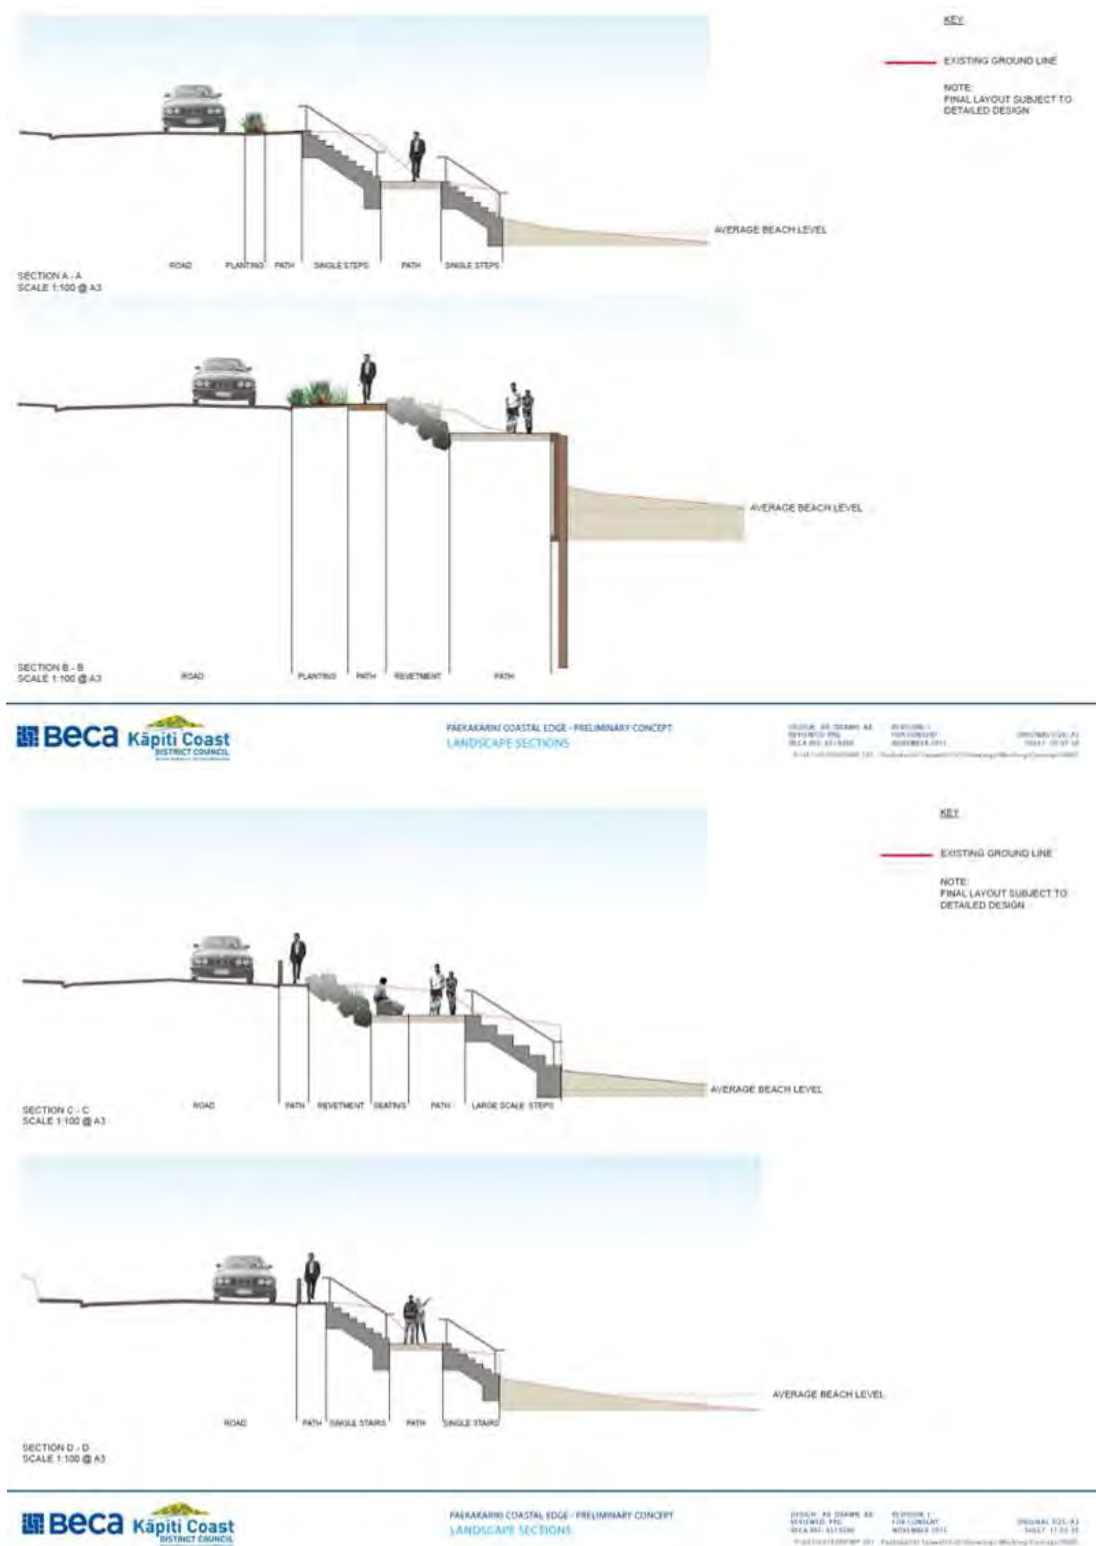 KEY
EXISTING GROUND LINE
NOTE:
FINAL LAYOUT SUBJECT TO
DETAILED DESIGN
AVERAGE BEACH LEVEL
ROAD PLANTING PATH SINGLE STEPS PATH SINGLE STEPS
SECTION A - A
SCALE 1:100 @ A3
AVERAGE BEACH LEVEL
SECTION B - B
SCALE 1:100 @ A3
ROAD PLANTING PATH REVETMENT PATH
Beca Kāpiti Coast
DISTRICT COUNCIL
PAEKAKARIKI COASTAL EDGE - PRELIMINARY CONCEPT
LANDSCAPE SECTIONS
KEY
EXISTING GROUND LINE
NOTE:
FINAL LAYOUT SUBJECT TO
DETAILED DESIGN
AVERAGE BEACH LEVEL
ROAD PATH REVETMENT SEATING PATH LARGE SCALE STEPS
SECTION C - C
SCALE 1:100 @ A3
AVERAGE BEACH LEVEL
ROAD PATH SINGLE STAIRS PATH SINGLE STAIRS
SECTION D - D
SCALE 1:100 @ A3
Beca Kāpiti Coast
DISTRICT COUNCIL
PAEKAKARIKI COASTAL EDGE - PRELIMINARY CONCEPT
LANDSCAPE SECTIONS